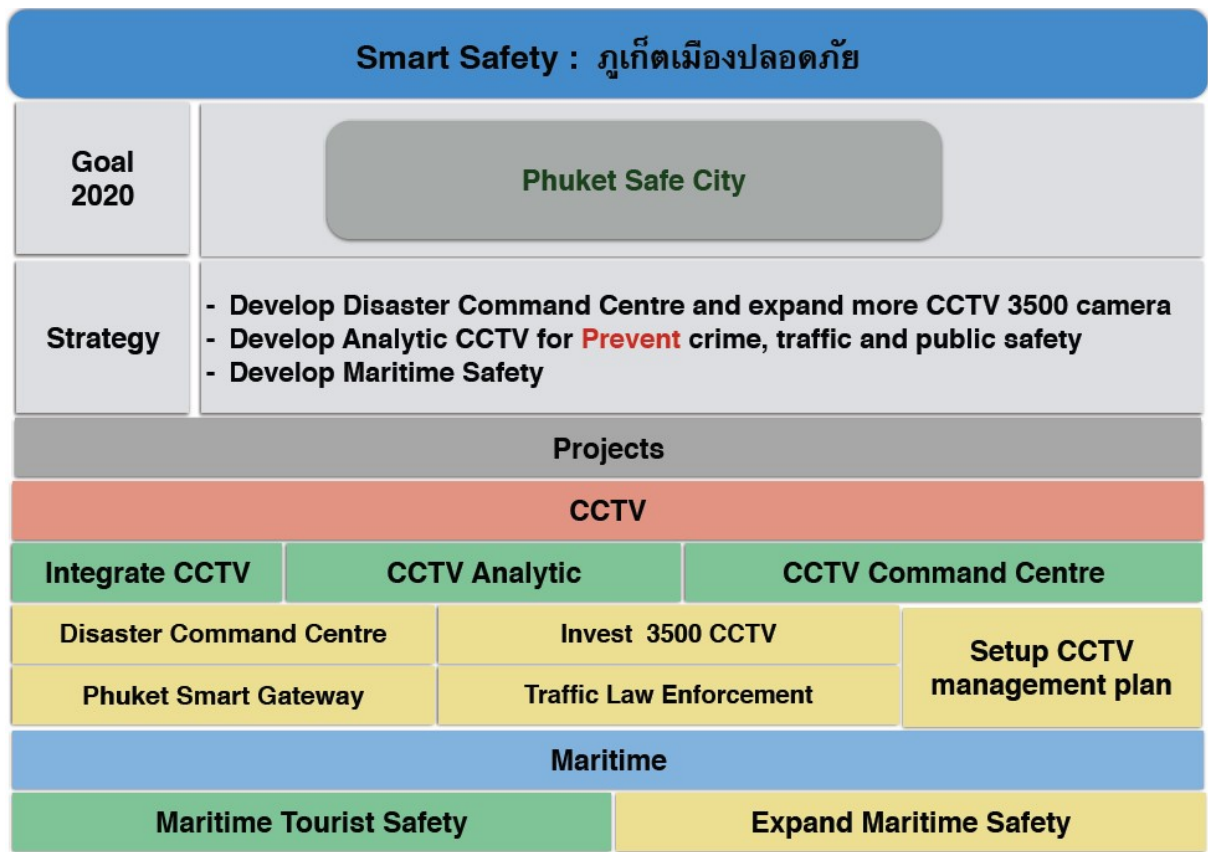 Smart Safety : ภูเก็ตเมืองปลอดภัย
Goal
2020
Phuket Safe City
Strategy
- Develop Disaster Command Centre and expand more CCTV 3500 camera
- Develop Analytic CCTV for Prevent crime, traffic and public safety
- Develop Maritime Safety
Projects
CCTV
Integrate CCTV
CCTV Analytic
CCTV Command Centre
Disaster Command Centre
Invest 3500 CCTV
Setup CCTV
management plan
Phuket Smart Gateway
Traffic Law Enforcement
Maritime
Maritime Tourist Safety
Expand Maritime Safety